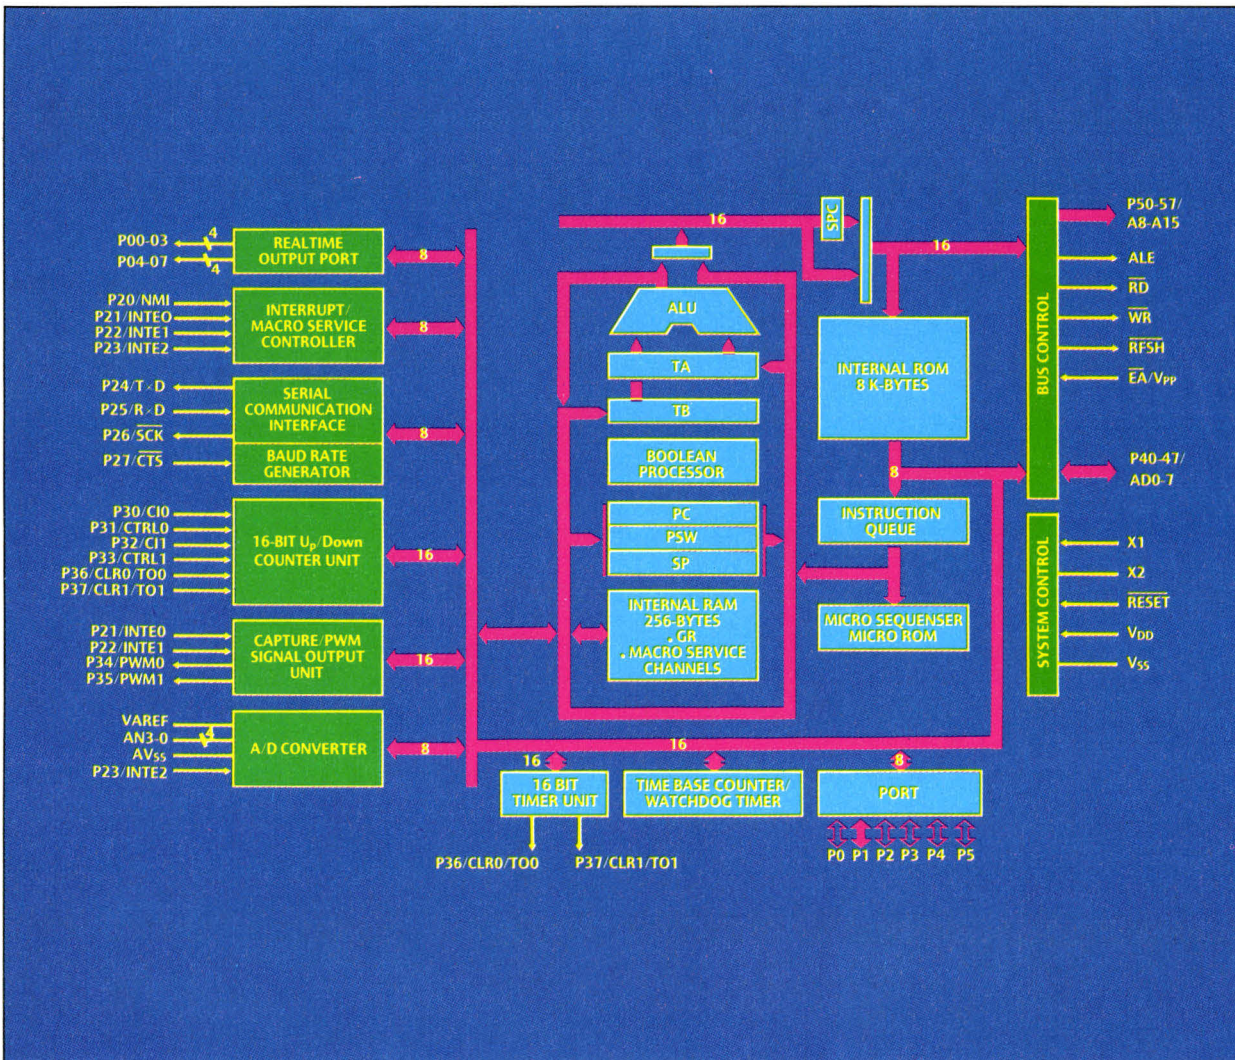 P00-03
P04-07
4
4
REALTIME
OUTPUT PORT
8
P20/NMI
P21/INTE0
P22/INTE1
P23/INTE2
INTERRUPT/
MACRO SERVICE
CONTROLLER
8
P24/T×D
P25/R×D
P26/S̅C̅K̅
P27/C̅T̅S̅
SERIAL
COMMUNICATION
INTERFACE
BAUD RATE
GENERATOR
8
P30/CI0
P31/CTRL0
P32/CI1
P33/CTRL1
P36/CLR0/TO0
P37/CLR1/TO1
16-BIT Up/Down
COUNTER UNIT
16
P21/INTE0
P22/INTE1
P34/PWM0
P35/PWM1
CAPTURE/PWM
SIGNAL OUTPUT
UNIT
16
VAREF
AN3-0
4
AVss
P23/INTE2
A/D CONVERTER
8
16
SPC
16
ALU
TA
TB
BOOLEAN
PROCESSOR
PC
PSW
SP
INTERNAL RAM
256-BYTES
. GR
. MACRO SERVICE
CHANNELS
INTERNAL ROM
8 K-BYTES
8
INSTRUCTION
QUEUE
MICRO SEQUENSER
MICRO ROM
16
16
8
16 BIT
TIMER UNIT
TIME BASE COUNTER/
WATCHDOG TIMER
PORT
P36/CLR0/TO0
P37/CLR1/TO1
P0 P1 P2 P3 P4 P5
BUS CONTROL
P50-57/
A8-A15
ALE
R̅D̅
W̅R̅
R̅F̅S̅H̅
E̅A̅/VPP
P40-47/
AD0-7
SYSTEM CONTROL
X1
X2
R̅E̅S̅E̅T̅
VDD
Vss